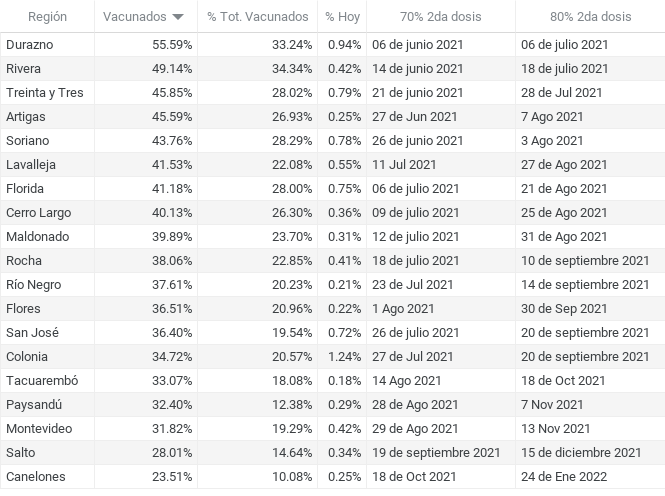 Región Vacunados % Tot. Vacunados % Hoy 70% 2da dosis 80% 2da dosis
Durazno 55.59% 33.24% 0.94% 06 de junio 2021 06 de julio 2021
Rivera 49.14% 34.34% 0.42% 14 de junio 2021 18 de julio 2021
Treinta y Tres 45.85% 28.02% 0.79% 21 de junio 2021 28 de Jul 2021
Artigas 45.59% 26.93% 0.25% 27 de Jun 2021 7 Ago 2021
Soriano 43.76% 28.29% 0.78% 26 de junio 2021 3 Ago 2021
Lavalleja 41.53% 22.08% 0.55% 11 Jul 2021 27 de Ago 2021
Florida 41.18% 28.00% 0.75% 06 de julio 2021 21 de Ago 2021
Cerro Largo 40.13% 26.30% 0.36% 09 de julio 2021 25 de Ago 2021
Maldonado 39.89% 23.70% 0.31% 12 de julio 2021 31 de Ago 2021
Rocha 38.06% 22.85% 0.41% 18 de julio 2021 10 de septiembre 2021
Río Negro 37.61% 20.23% 0.21% 23 de Jul 2021 14 de septiembre 2021
Flores 36.51% 20.96% 0.22% 1 Ago 2021 30 de Sep 2021
San José 36.40% 19.54% 0.72% 26 de julio 2021 20 de septiembre 2021
Colonia 34.72% 20.57% 1.24% 27 de Jul 2021 20 de septiembre 2021
Tacuarembó 33.07% 18.08% 0.18% 14 Ago 2021 18 de Oct 2021
Paysandú 32.40% 12.38% 0.29% 28 de Ago 2021 7 Nov 2021
Montevideo 31.82% 19.29% 0.42% 29 de Ago 2021 13 Nov 2021
Salto 28.01% 14.64% 0.34% 19 de septiembre 2021 15 de diciembre 2021
Canelones 23.51% 10.08% 0.25% 18 de Oct 2021 24 de Ene 2022